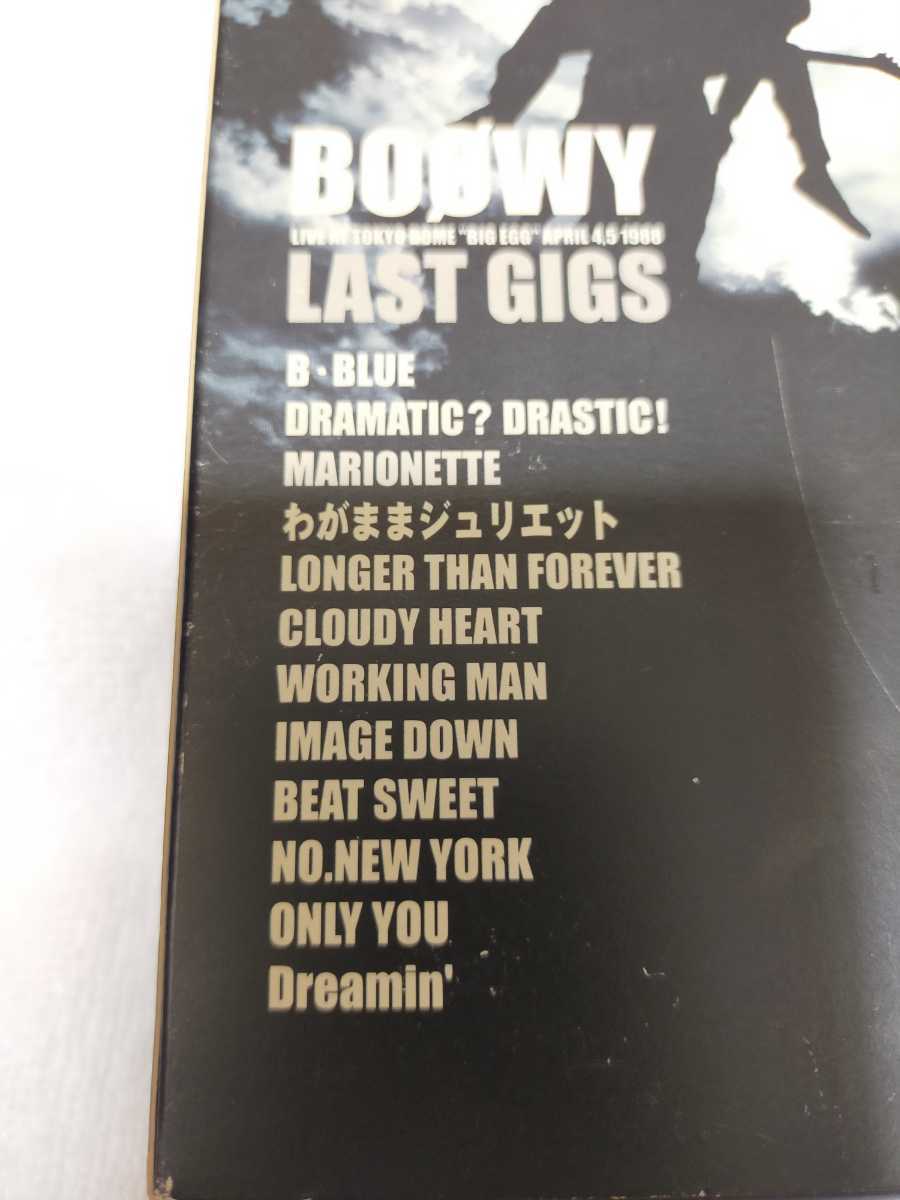 BOØWY
LIVE AT TOKYO DOME "BIG EGG" APRIL 4,5 1988
LAST GIGS
B・BLUE
DRAMATIC? DRASTIC!
MARIONETTE
わがままジュリエット
LONGER THAN FOREVER
CLOUDY HEART
WORKING MAN
IMAGE DOWN
BEAT SWEET
NO.NEW YORK
ONLY YOU
Dreamin'